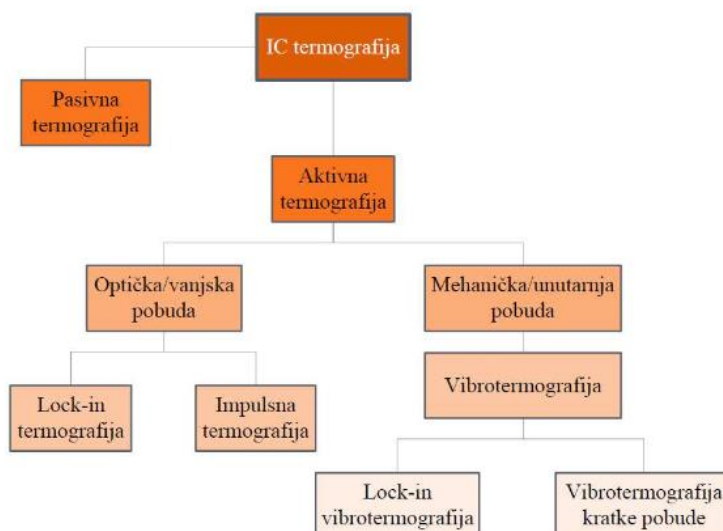 IC termografija
Pasivna
termografija
Aktivna
termografija
Optička/vanjska
pobuda
Mehanička/unutarnja
pobuda
Lock-in
termografija
Impulsna
termografija
Vibrotermografija
Lock-in
vibrotermografija
Vibrotermografija
kratke pobude